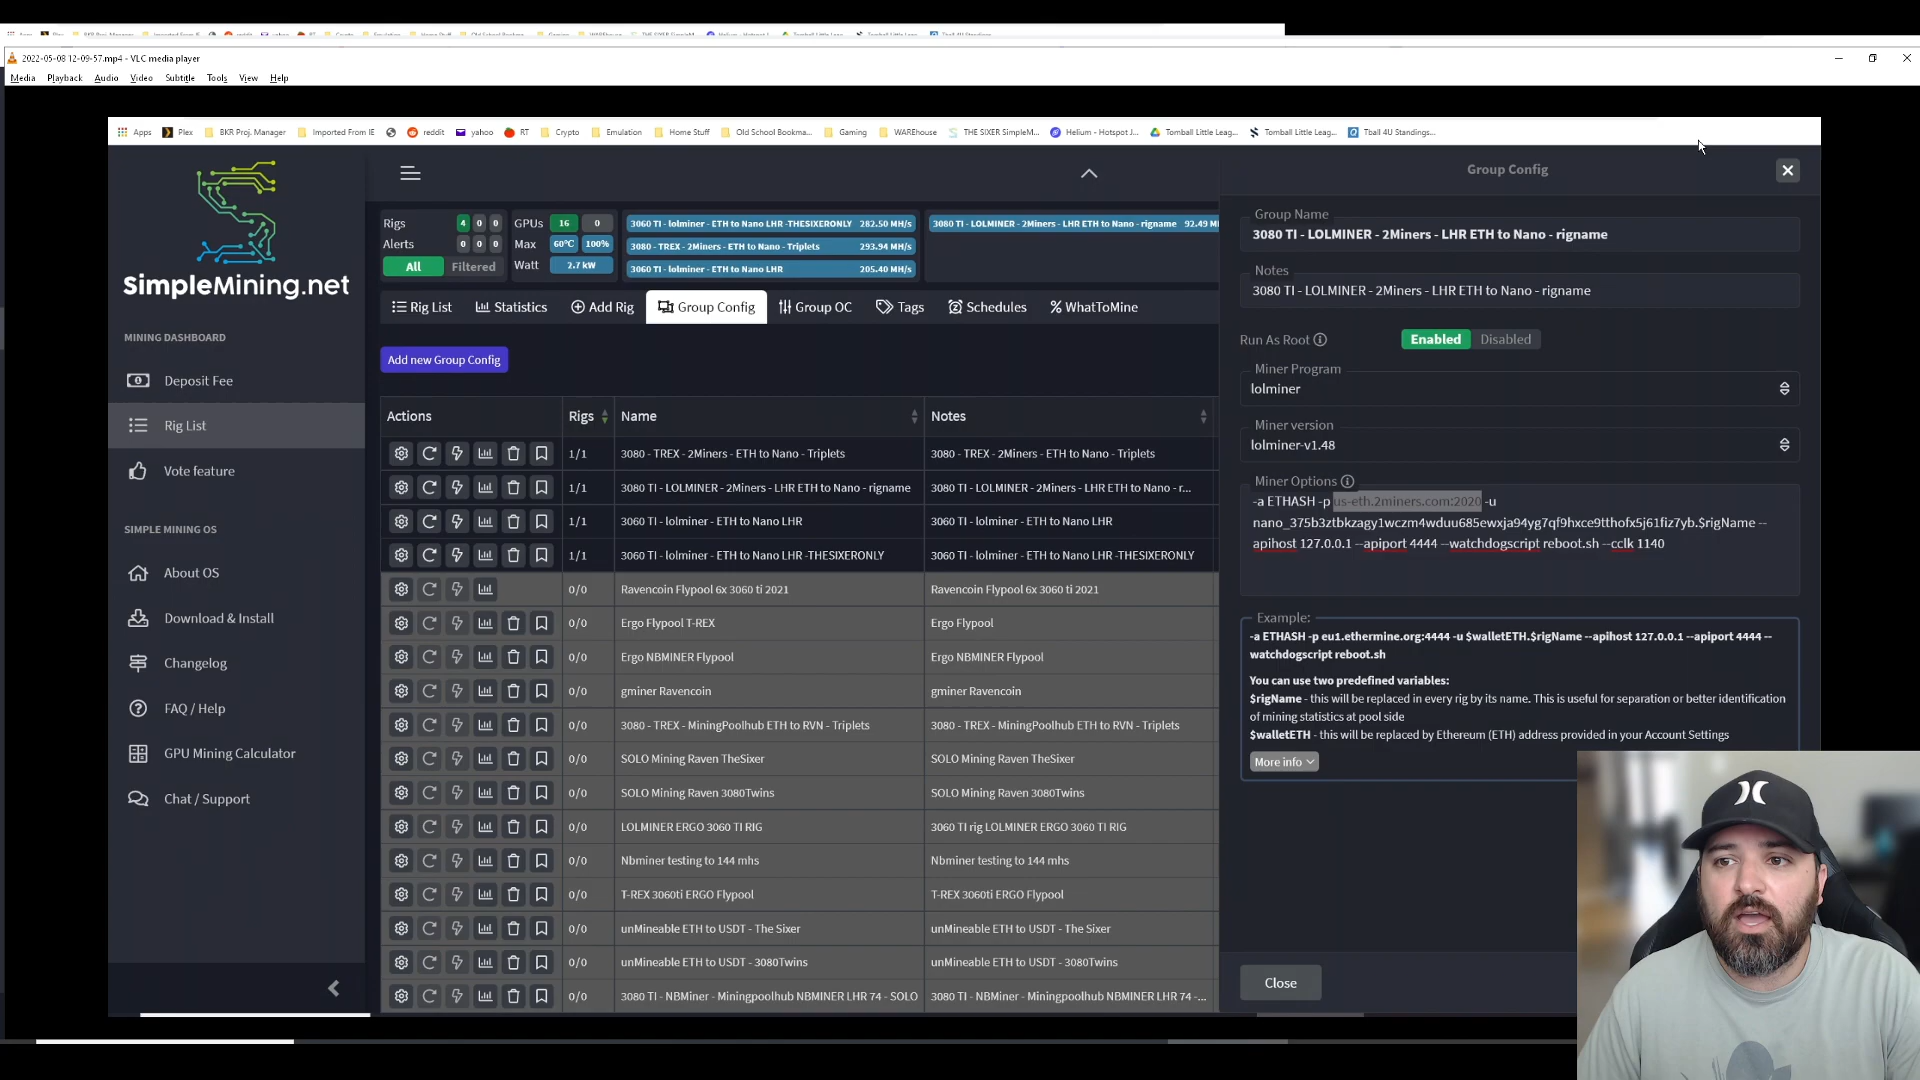 2022-05-08 12-09-57.mp4 - VLC media player
Media Playback Audio Video Subtitle Tools View Help
Apps Plex BKR Proj. Manager Imported From IE reddit yahoo RT Crypto Emulation Home Stuff Old School Bookma... Gaming WAREhouse THE SIXER SimpleM... Helium - Hotspot J... Tomball Little Leag... Tomball Little Leag... Tball 4U Standings...
SimpleMining.net
MINING DASHBOARD
Deposit Fee
Rig List
Vote feature
SIMPLE MINING OS
About OS
Download & Install
Changelog
FAQ / Help
GPU Mining Calculator
Chat / Support
Rigs 4 0 0
Alerts 0 0 0
All Filtered
GPUs 16 0
Max 60°C 100%
Watt 2.7 kW
3060 TI - lolminer - ETH to Nano LHR -THESIXERONLY 282.50 MH/s
3080 - TREX - 2Miners - ETH to Nano - Triplets 293.94 MH/s
3060 TI - lolminer - ETH to Nano LHR 205.40 MH/s
3080 TI - LOLMINER - 2Miners - LHR ETH to Nano - rigname 92.49 M
Rig List Statistics Add Rig Group Config Group OC Tags Schedules WhatToMine
Add new Group Config
Actions Rigs Name Notes
1/1 3080 - TREX - 2Miners - ETH to Nano - Triplets 3080 - TREX - 2Miners - ETH to Nano - Triplets
1/1 3080 TI - LOLMINER - 2Miners - LHR ETH to Nano - rigname 3080 TI - LOLMINER - 2Miners - LHR ETH to Nano - r...
1/1 3060 TI - lolminer - ETH to Nano LHR 3060 TI - lolminer - ETH to Nano LHR
1/1 3060 TI - lolminer - ETH to Nano LHR -THESIXERONLY 3060 TI - lolminer - ETH to Nano LHR -THESIXERONLY
0/0 Ravencoin Flypool 6x 3060 ti 2021 Ravencoin Flypool 6x 3060 ti 2021
0/0 Ergo Flypool T-REX Ergo Flypool
0/0 Ergo NBMINER Flypool Ergo NBMINER Flypool
0/0 gminer Ravencoin gminer Ravencoin
0/0 3080 - TREX - MiningPoolhub ETH to RVN - Triplets 3080 - TREX - MiningPoolhub ETH to RVN - Triplets
0/0 SOLO Mining Raven TheSixer SOLO Mining Raven TheSixer
0/0 SOLO Mining Raven 3080Twins SOLO Mining Raven 3080Twins
0/0 LOLMINER ERGO 3060 TI RIG 3060 TI rig LOLMINER ERGO 3060 TI RIG
0/0 Nbminer testing to 144 mhs Nbminer testing to 144 mhs
0/0 T-REX 3060ti ERGO Flypool T-REX 3060ti ERGO Flypool
0/0 unMineable ETH to USDT - The Sixer unMineable ETH to USDT - The Sixer
0/0 unMineable ETH to USDT - 3080Twins unMineable ETH to USDT - 3080Twins
0/0 3080 TI - NBMiner - Miningpoolhub NBMINER LHR 74 - SOLO 3080 TI - NBMiner - Miningpoolhub NBMINER LHR 74 -...
Group Config
Group Name
3080 TI - LOLMINER - 2Miners - LHR ETH to Nano - rigname
Notes
3080 TI - LOLMINER - 2Miners - LHR ETH to Nano - rigname
Run As Root Enabled Disabled
Miner Program
lolminer
Miner version
lolminer-v1.48
Miner Options
-a ETHASH -p us-eth.2miners.com:2020 -u
nano_375b3ztbkzagy1wczm4wduu685ewxja94yg7qf9hxce9tthofx5j61fiz7yb.$rigName --
apihost 127.0.0.1 --apiport 4444 --watchdogscript reboot.sh --cclk 1140
Example:
-a ETHASH -p eu1.ethermine.org:4444 -u $walletETH.$rigName --apihost 127.0.0.1 --apiport 4444 --
watchdogscript reboot.sh
You can use two predefined variables:
$rigName - this will be replaced in every rig by its name. This is useful for separation or better identification
of mining statistics at pool side
$walletETH - this will be replaced by Ethereum (ETH) address provided in your Account Settings
More info
Close